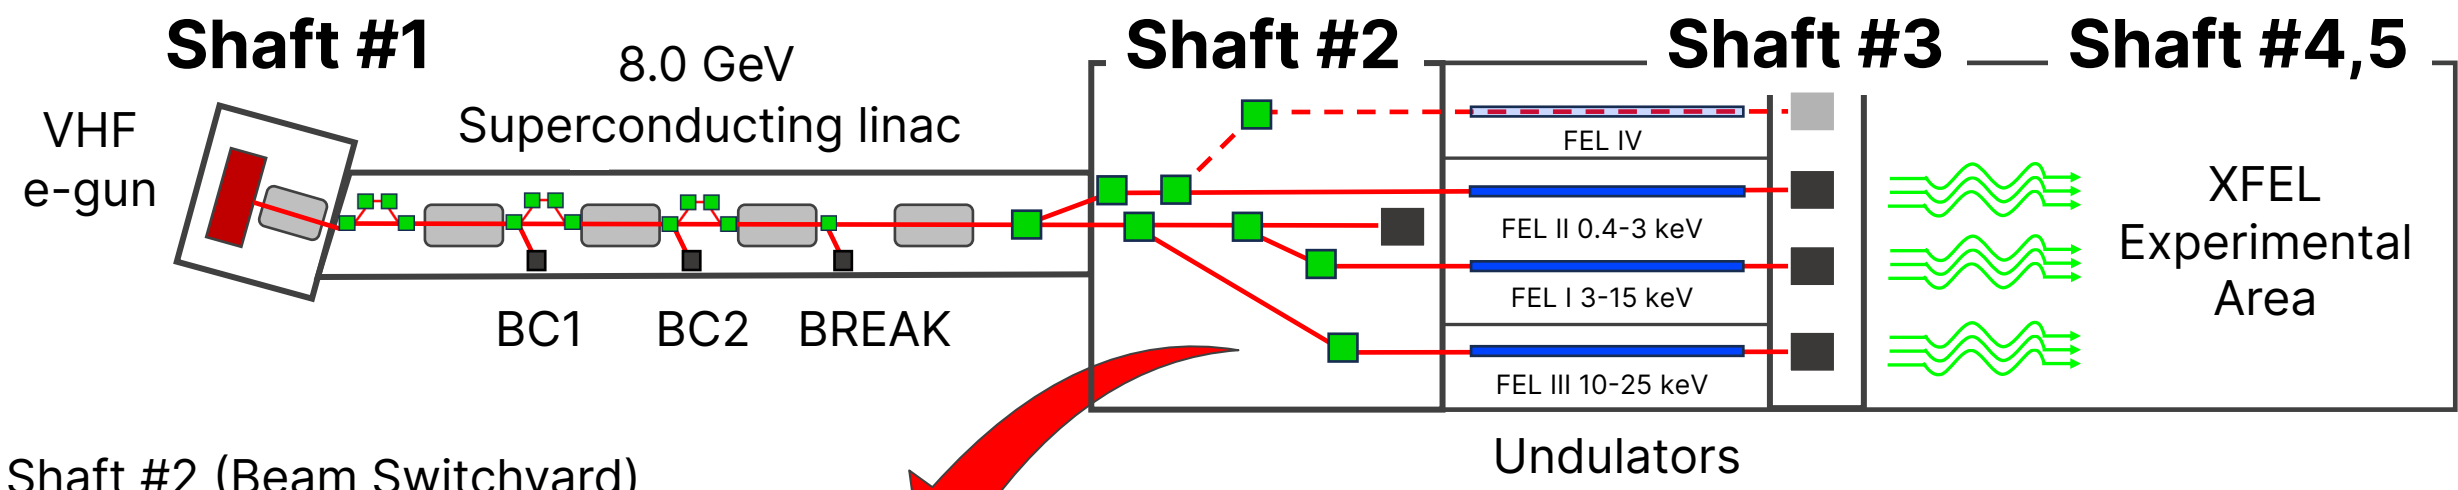 Shaft #1
Shaft #2
Shaft #3
Shaft #4,5
VHF
e-gun
8.0 GeV
Superconducting linac
BC1
BC2
BREAK
FEL IV
FEL II 0.4-3 keV
FEL I 3-15 keV
FEL III 10-25 keV
XFEL
Experimental
Area
Undulators
Shaft #2 (Beam Switchyard)